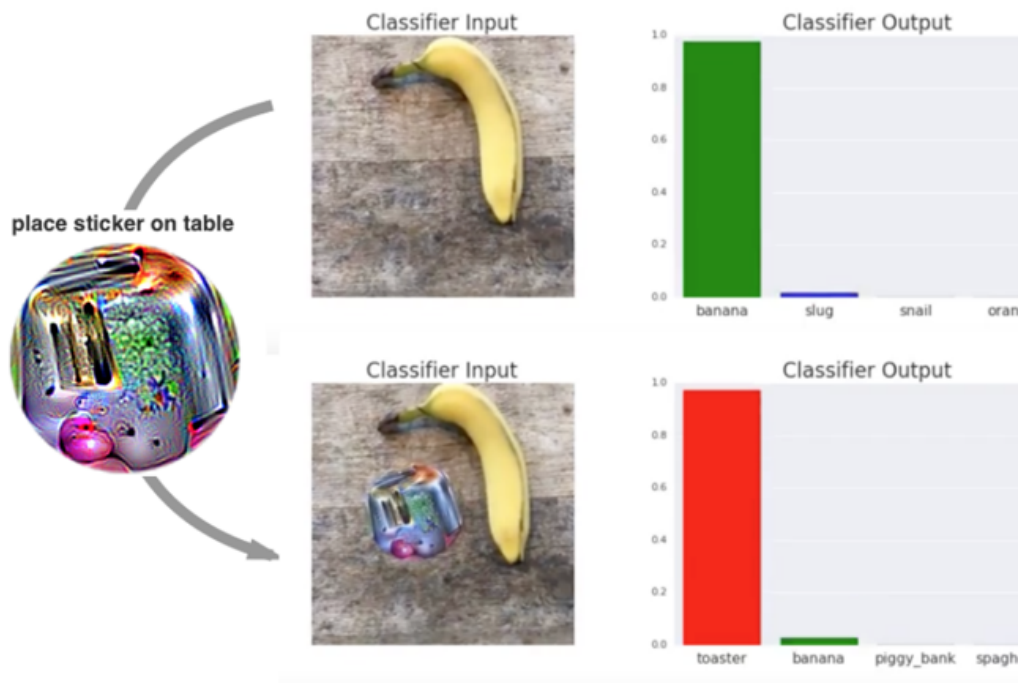 Classifier Input
Classifier Output
1.0
0.8
0.6
0.4
0.2
0.0
banana slug snail oran
place sticker on table
Classifier Input
Classifier Output
1.0
0.8
0.6
0.4
0.2
0.0
toaster banana piggy_bank spagh